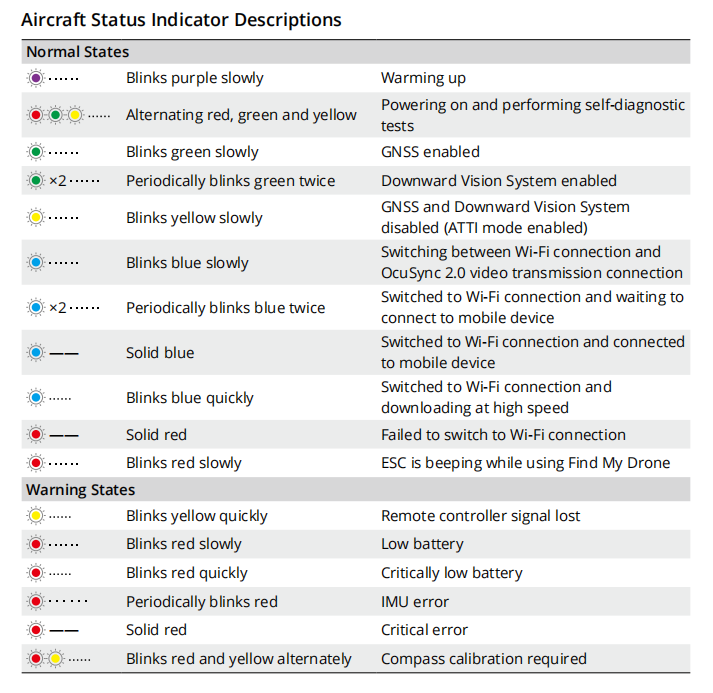 Aircraft Status Indicator Descriptions
Normal States
······ Blinks purple slowly Warming up
······ Alternating red, green and yellow Powering on and performing self-diagnostic
tests
······ Blinks green slowly GNSS enabled
×2 ······ Periodically blinks green twice Downward Vision System enabled
······ Blinks yellow slowly GNSS and Downward Vision System
disabled (ATTI mode enabled)
······ Blinks blue slowly Switching between Wi-Fi connection and
OcuSync 2.0 video transmission connection
×2 ······ Periodically blinks blue twice Switched to Wi-Fi connection and waiting to
connect to mobile device
—— Solid blue Switched to Wi-Fi connection and connected
to mobile device
······ Blinks blue quickly Switched to Wi-Fi connection and
downloading at high speed
—— Solid red Failed to switch to Wi-Fi connection
······ Blinks red slowly ESC is beeping while using Find My Drone
Warning States
······ Blinks yellow quickly Remote controller signal lost
······ Blinks red slowly Low battery
······ Blinks red quickly Critically low battery
······ Periodically blinks red IMU error
—— Solid red Critical error
······ Blinks red and yellow alternately Compass calibration required